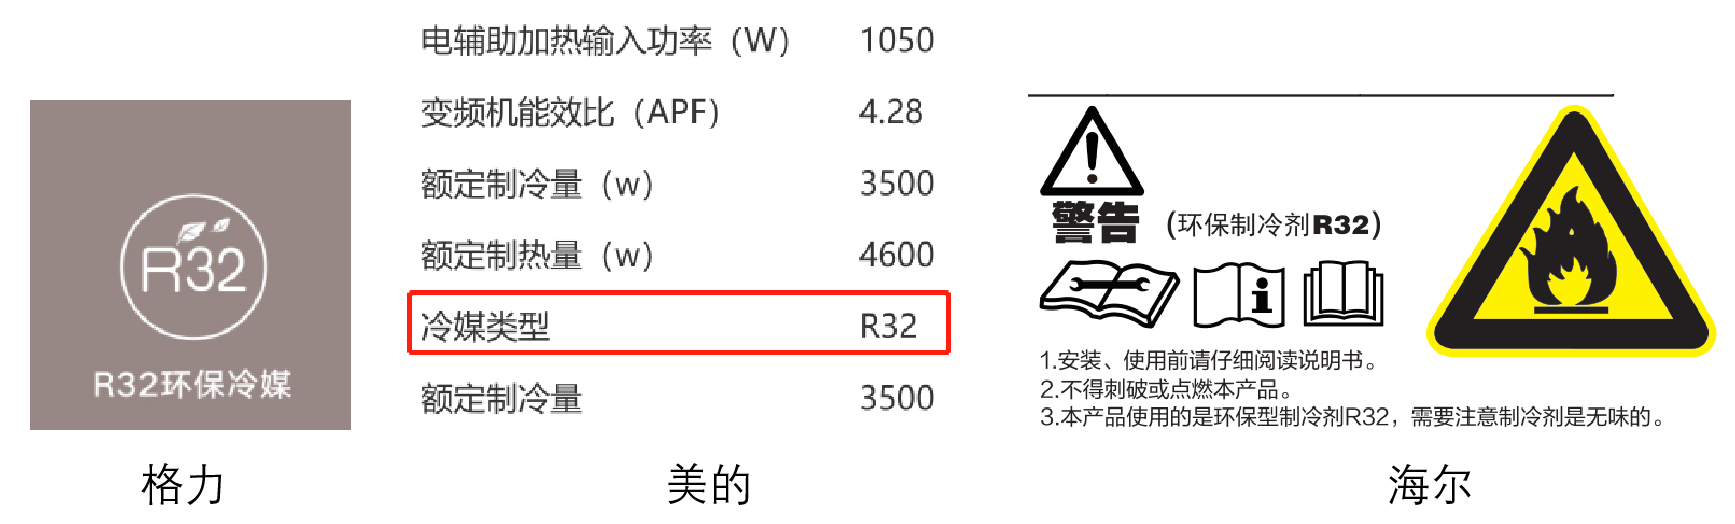 R32
R32环保冷媒
格力
电辅助加热输入功率（W） 1050
变频机能效比（APF） 4.28
额定制冷量（w） 3500
额定制热量（w） 4600
冷媒类型 R32
额定制冷量 3500
美的
警告 (环保制冷剂R32)
1.安装、使用前请仔细阅读说明书。
2.不得刺破或点燃本产品。
3.本产品使用的是环保型制冷剂R32，需要注意制冷剂是无味的。
海尔